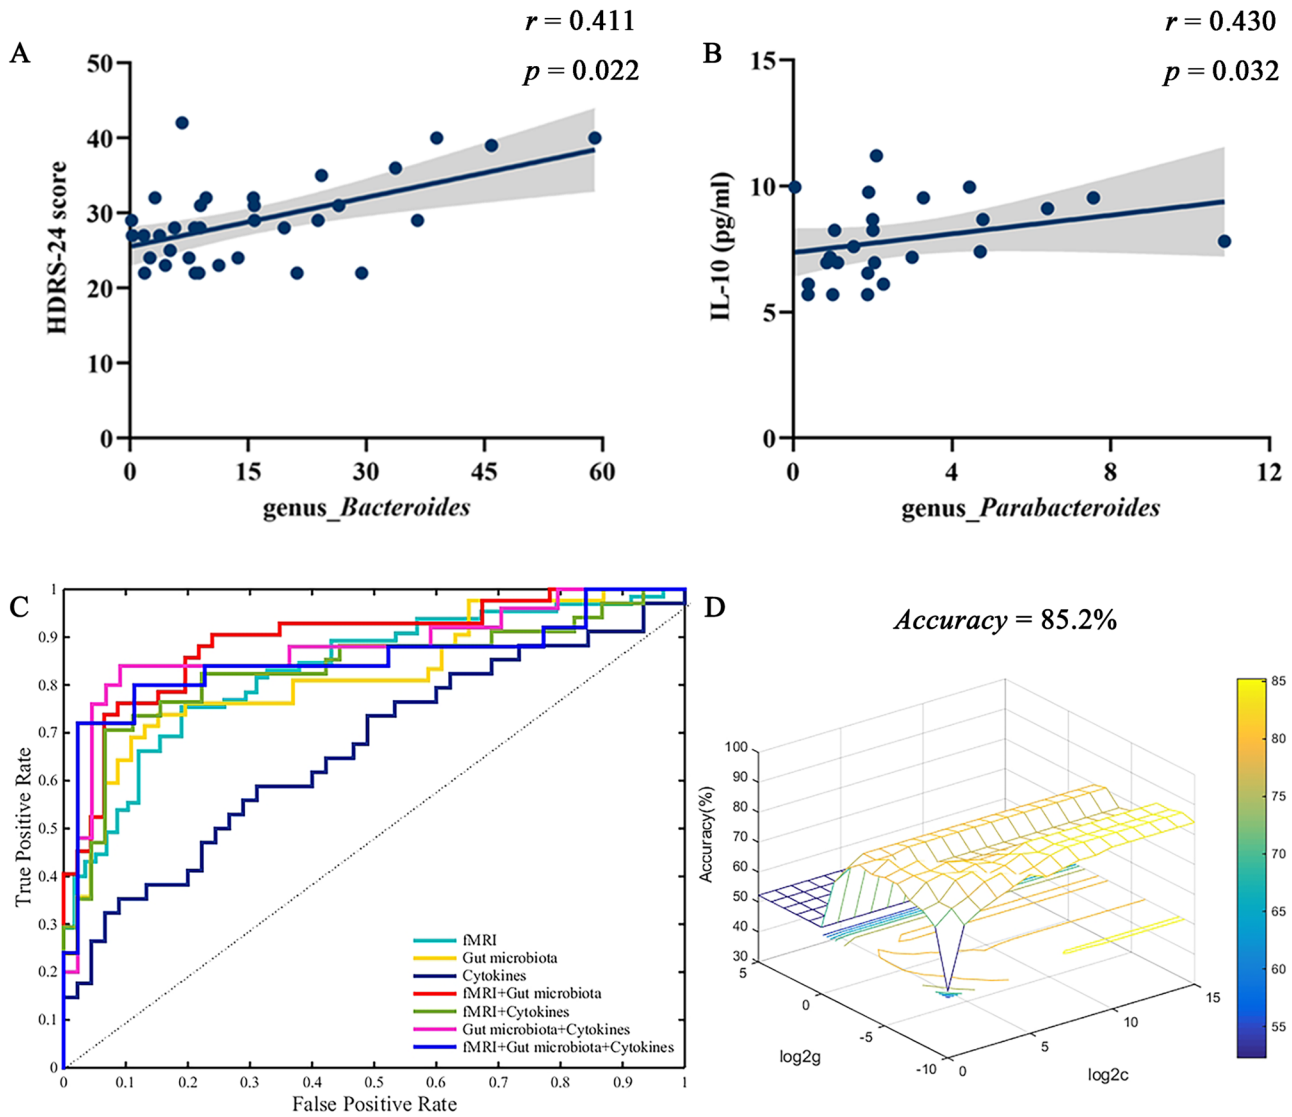 A
r = 0.411
p = 0.022
50
40
30
20
10
0
HDRS-24 score
0 15 30 45 60
genus_Bacteroides
B
r = 0.430
p = 0.032
15
10
5
0
IL-10 (pg/ml)
0 4 8 12
genus_Parabacteroides
C
1
0.9
0.8
0.7
0.6
0.5
0.4
0.3
0.2
0.1
0
True Positive Rate
fMRI
Gut microbiota
Cytokines
fMRI+Gut microbiota
fMRI+Cytokines
Gut microbiota+Cytokines
fMRI+Gut microbiota+Cytokines
0 0.1 0.2 0.3 0.4 0.5 0.6 0.7 0.8 0.9 1
False Positive Rate
D
Accuracy = 85.2%
100
90
80
70
60
50
40
30
Accuracy(%)
5
0
-5
-10
log2g
0
5
10
15
log2c
85
80
75
70
65
60
55